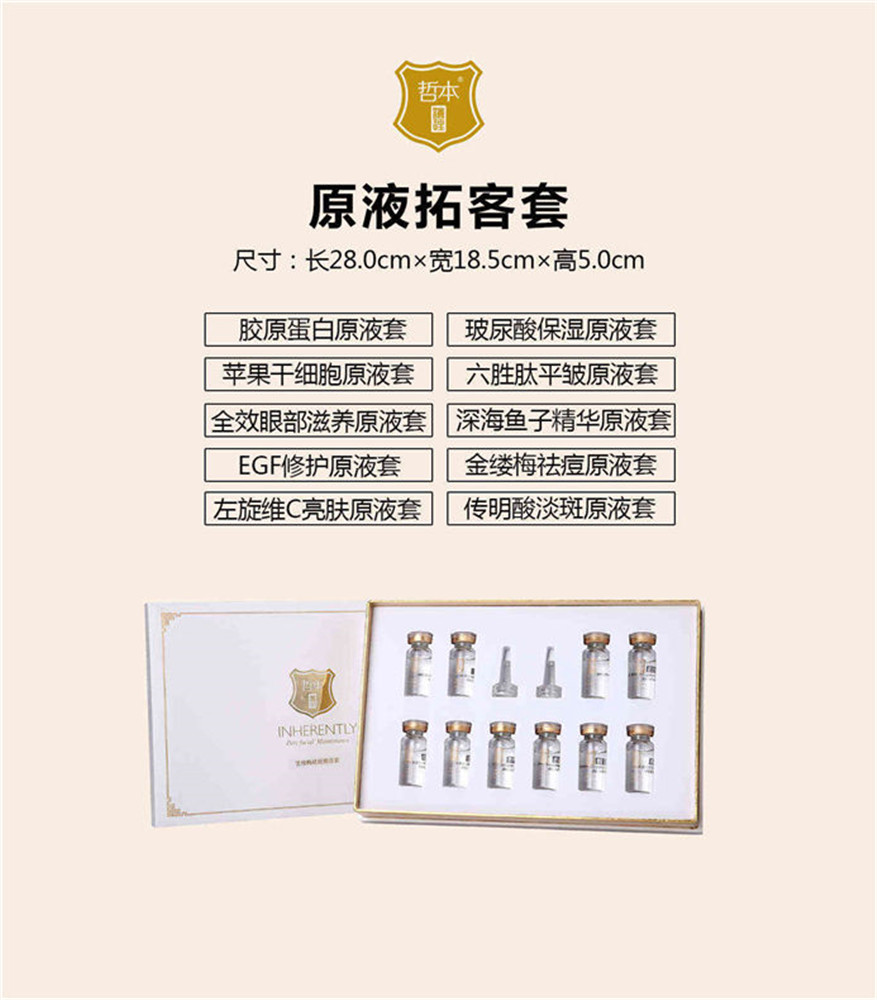 哲本®
原液拓客套
尺寸：长28.0cm×宽18.5cm×高5.0cm
胶原蛋白原液套
玻尿酸保湿原液套
苹果干细胞原液套
六胜肽平皱原液套
全效眼部滋养原液套
深海鱼子精华原液套
EGF修护原液套
金缕梅祛痘原液套
左旋维C亮肤原液套
传明酸淡斑原液套
哲本
INHERENTLY